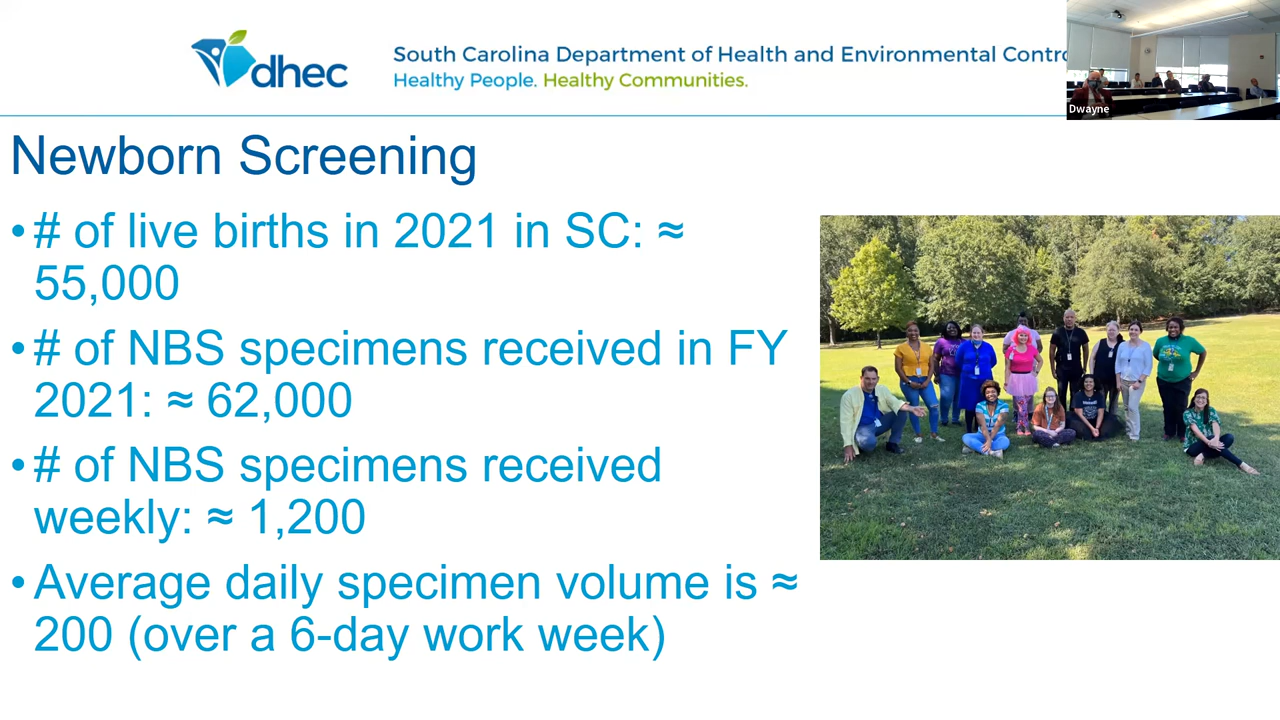 dhec
South Carolina Department of Health and Environmental Contro
Healthy People. Healthy Communities.
Dwayne
Newborn Screening
• # of live births in 2021 in SC: ≈
55,000
• # of NBS specimens received in FY
2021: ≈ 62,000
• # of NBS specimens received
weekly: ≈ 1,200
• Average daily specimen volume is ≈
200 (over a 6-day work week)